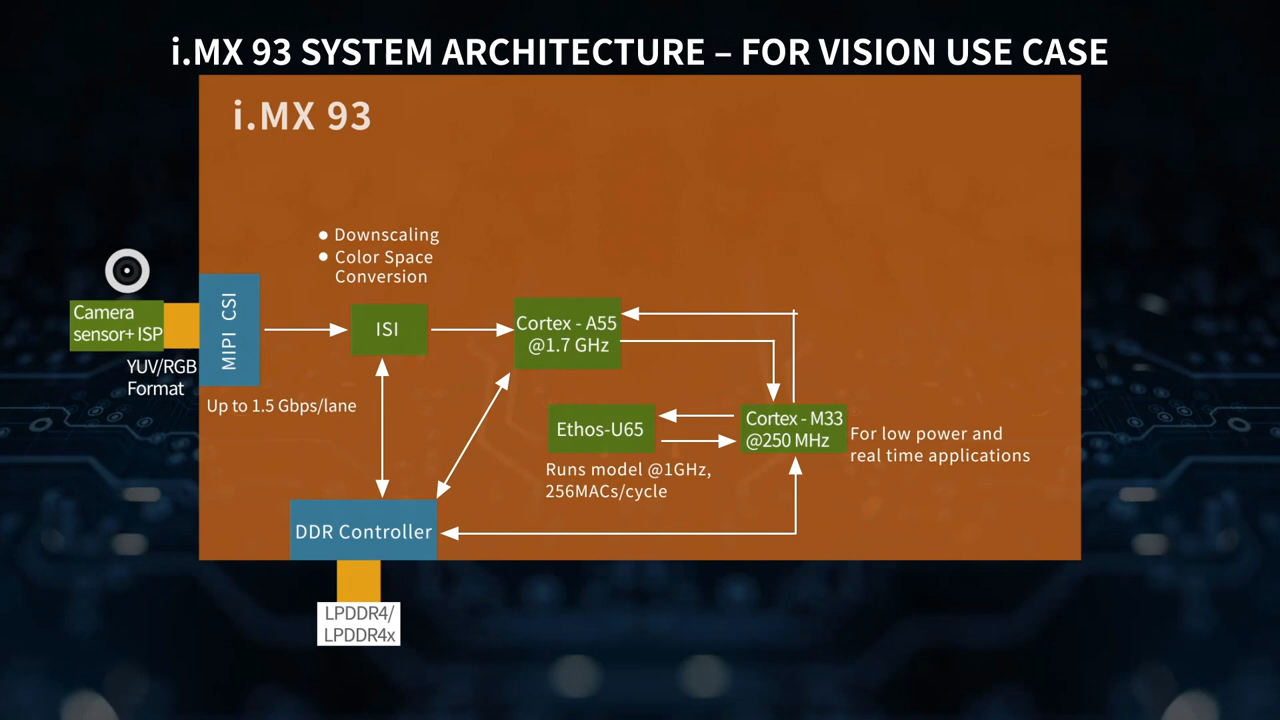 i.MX 93 SYSTEM ARCHITECTURE – FOR VISION USE CASE
i.MX 93
● Downscaling
● Color Space
Conversion
Camera
sensor+ ISP
YUV/RGB
Format
MIPI CSI
Up to 1.5 Gbps/lane
ISI
Cortex - A55
@1.7 GHz
Ethos-U65
Runs model @1GHz,
256MACs/cycle
Cortex - M33
@250 MHz
For low power and
real time applications
DDR Controller
LPDDR4/
LPDDR4x